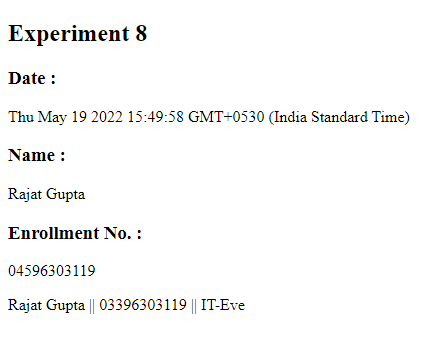 Experiment 8
Date :
Thu May 19 2022 15:49:58 GMT+0530 (India Standard Time)
Name :
Rajat Gupta
Enrollment No. :
04596303119
Rajat Gupta || 03396303119 || IT-Eve